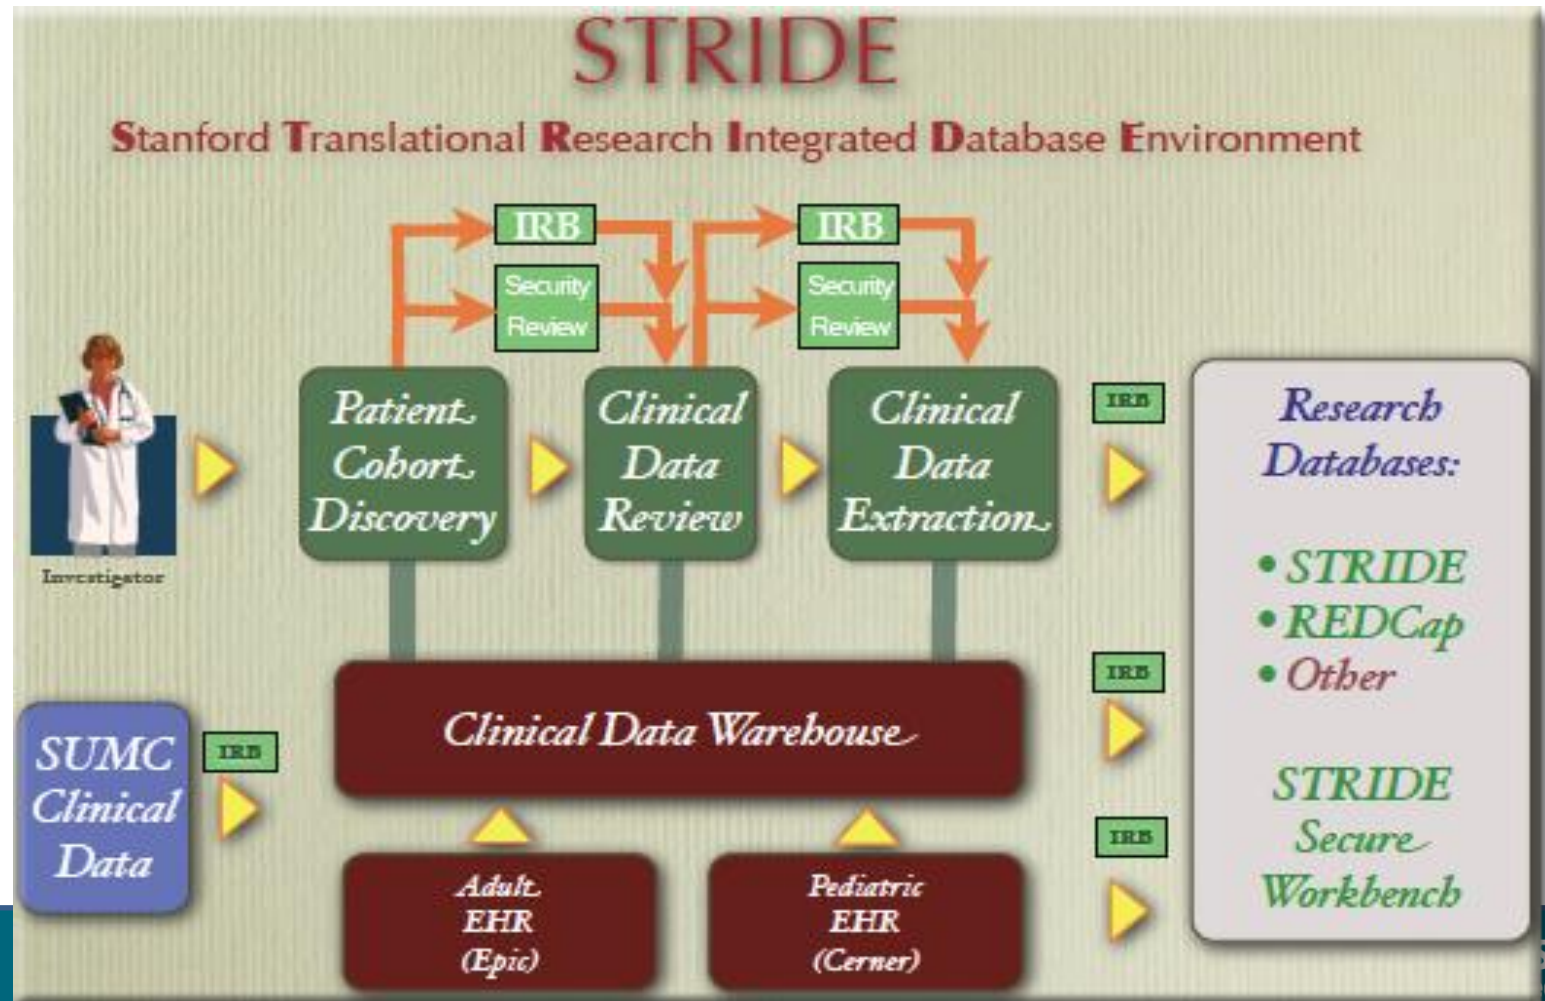 STRIDE
Stanford Translational Research Integrated Database Environment
IRB
IRB
Security
Review
Security
Review
Investigator
Patient
Cohort
Discovery
Clinical
Data
Review
Clinical
Data
Extraction
IRB
Research
Databases:
• STRIDE
• REDCap
• Other
STRIDE
Secure
Workbench
SUMC
Clinical
Data
IRB
Clinical Data Warehouse
IRB
Adult
EHR
(Epic)
Pediatric
EHR
(Cerner)
IRB